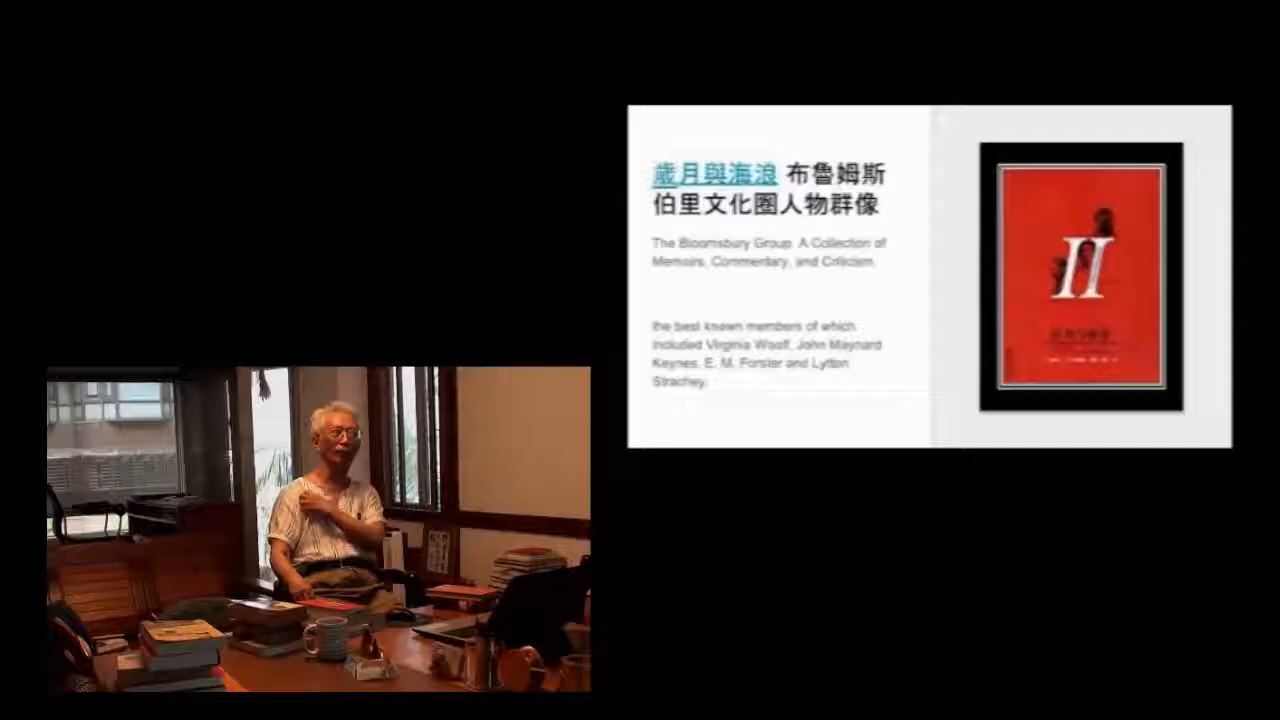 歲月與海浪 布魯姆斯
伯里文化圈人物群像
The Bloomsbury Group: A Collection of
Memoirs, Commentary, and Criticism
the best known members of which
included Virginia Woolf, John Maynard
Keynes, E. M. Forster and Lytton
Strachey.
II